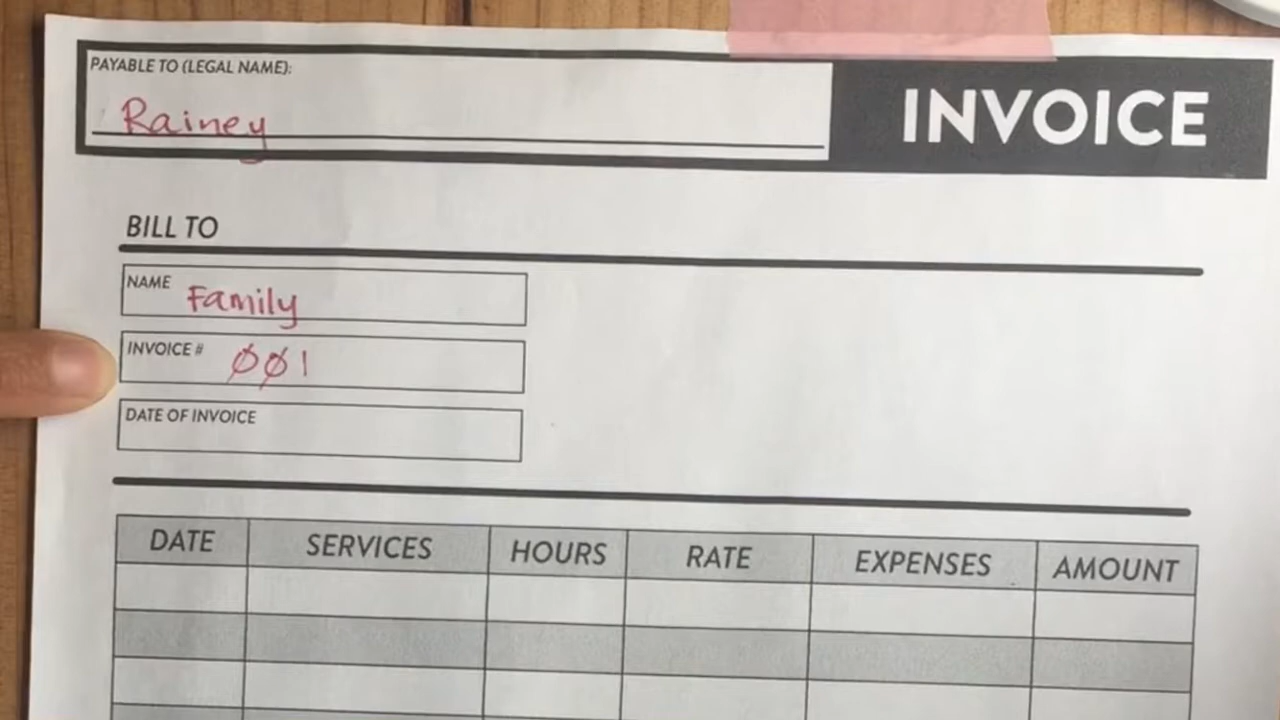 PAYABLE TO (LEGAL NAME):
Rainey
INVOICE
BILL TO
NAME Family
INVOICE # 001
DATE OF INVOICE
DATE SERVICES HOURS RATE EXPENSES AMOUNT